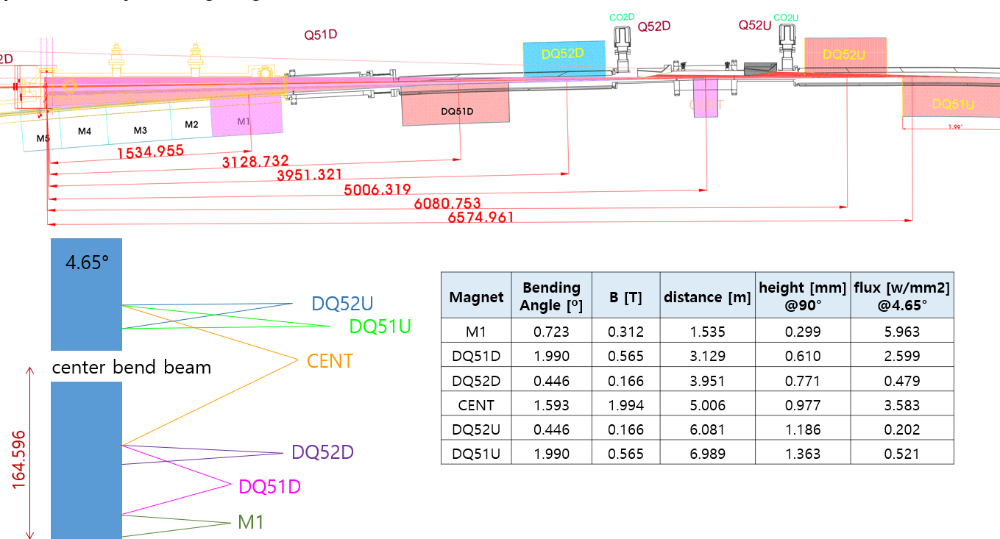 CO2D
CO2U
Q51D
Q52D
Q52U
2D
DQ52D
DQ52U
CENT
DQ51D
DQ51U
M5
M4
M3
M2
M1
1.99°
1534.955
3128.732
3951.321
5006.319
6080.753
6574.961
4.65°
DQ52U
DQ51U
CENT
center bend beam
164.596
DQ52D
DQ51D
M1
Magnet Bending Angle [º] B [T] distance [m] height [mm] @90° flux [w/mm2] @4.65°
M1 0.723 0.312 1.535 0.299 5.963
DQ51D 1.990 0.565 3.129 0.610 2.599
DQ52D 0.446 0.166 3.951 0.771 0.479
CENT 1.593 1.994 5.006 0.977 3.583
DQ52U 0.446 0.166 6.081 1.186 0.202
DQ51U 1.990 0.565 6.989 1.363 0.521